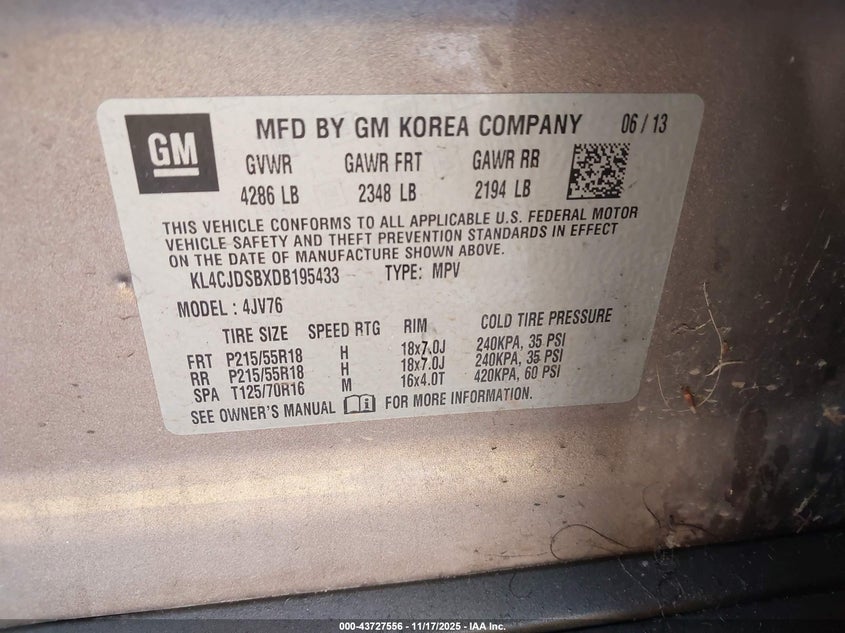 GM
MFD BY GM KOREA COMPANY 06 / 13
GVWR GAWR FRT GAWR RR
4286 LB 2348 LB 2194 LB
THIS VEHICLE CONFORMS TO ALL APPLICABLE U.S. FEDERAL MOTOR
VEHICLE SAFETY AND THEFT PREVENTION STANDARDS IN EFFECT
ON THE DATE OF MANUFACTURE SHOWN ABOVE.
KL4CJDSBXDB195433 TYPE: MPV
MODEL : 4JV76
TIRE SIZE SPEED RTG RIM COLD TIRE PRESSURE
FRT P215/55R18 H 18x7.0J 240KPA, 35 PSI
RR P215/55R18 H 18x7.0J 240KPA, 35 PSI
SPA T125/70R16 M 16x4.0T 420KPA, 60 PSI
SEE OWNER'S MANUAL FOR MORE INFORMATION.
000-43727556 - 11/17/2025 - IAA Inc.